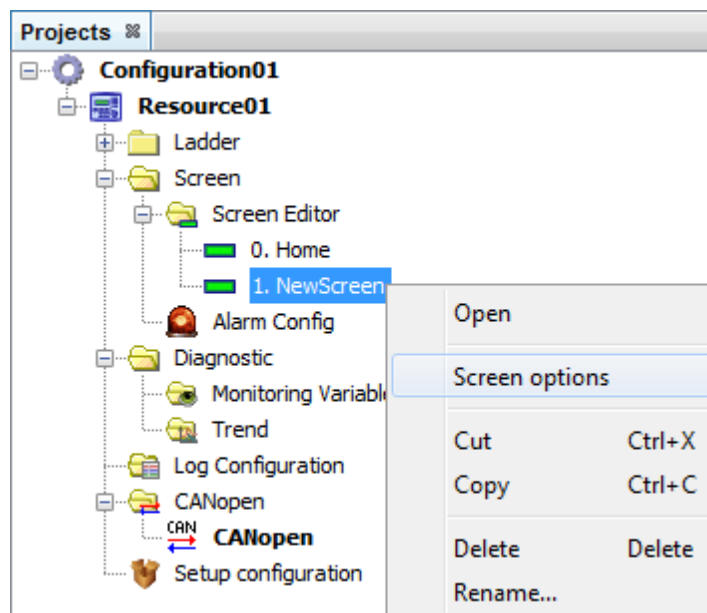 Projects
Configuration01
Resource01
Ladder
Screen
Screen Editor
0. Home
1. NewScreen
Alarm Config
Diagnostic
Monitoring
Trend
Log Configuration
CANopen
CAN
CANopen
Setup configuration
Open
Screen options
Cut Ctrl+X
Copy Ctrl+C
Delete Delete
Rename...